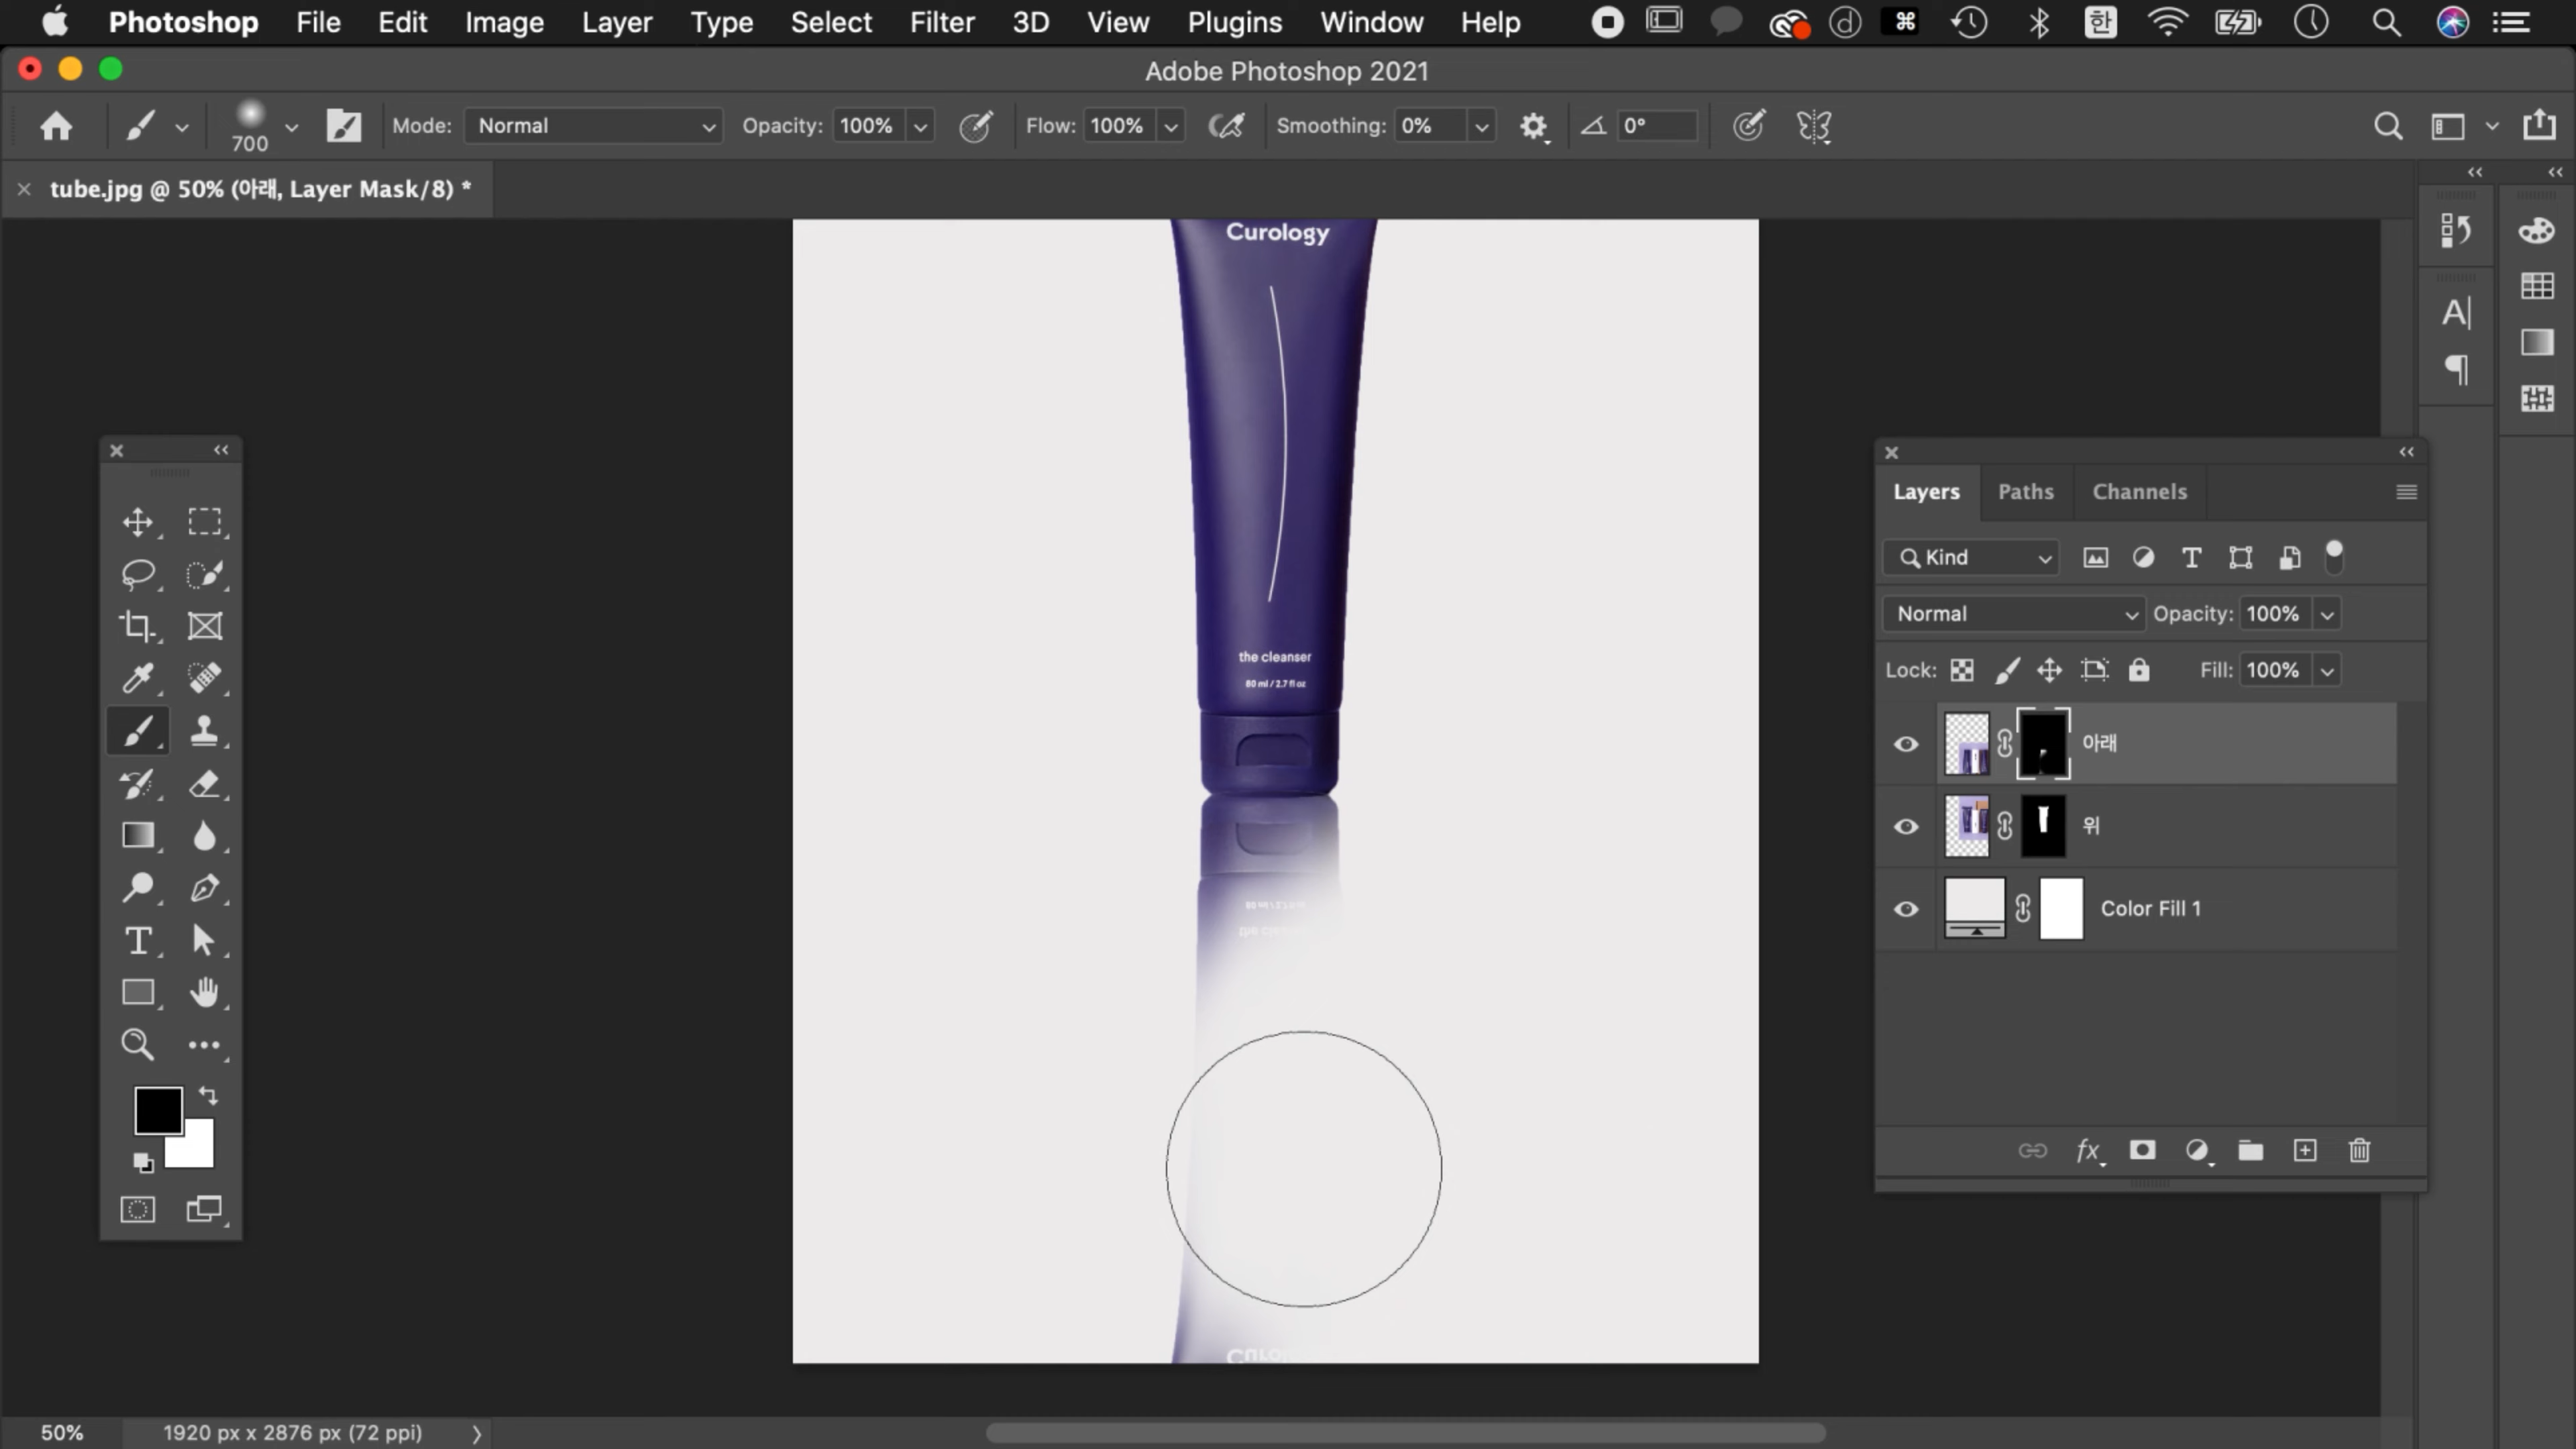 Photoshop File Edit Image Layer Type Select Filter 3D View Plugins Window Help 한
Adobe Photoshop 2021
700 Mode: Normal Opacity: 100% Flow: 100% Smoothing: 0% 0°
tube.jpg @ 50% (아래, Layer Mask/8) *
Curology
the cleanser
80 ml / 2.7 fl oz
Layers Paths Channels
Kind
Normal Opacity: 100%
Lock: Fill: 100%
아래
위
Color Fill 1
50% 1920 px x 2876 px (72 ppi)